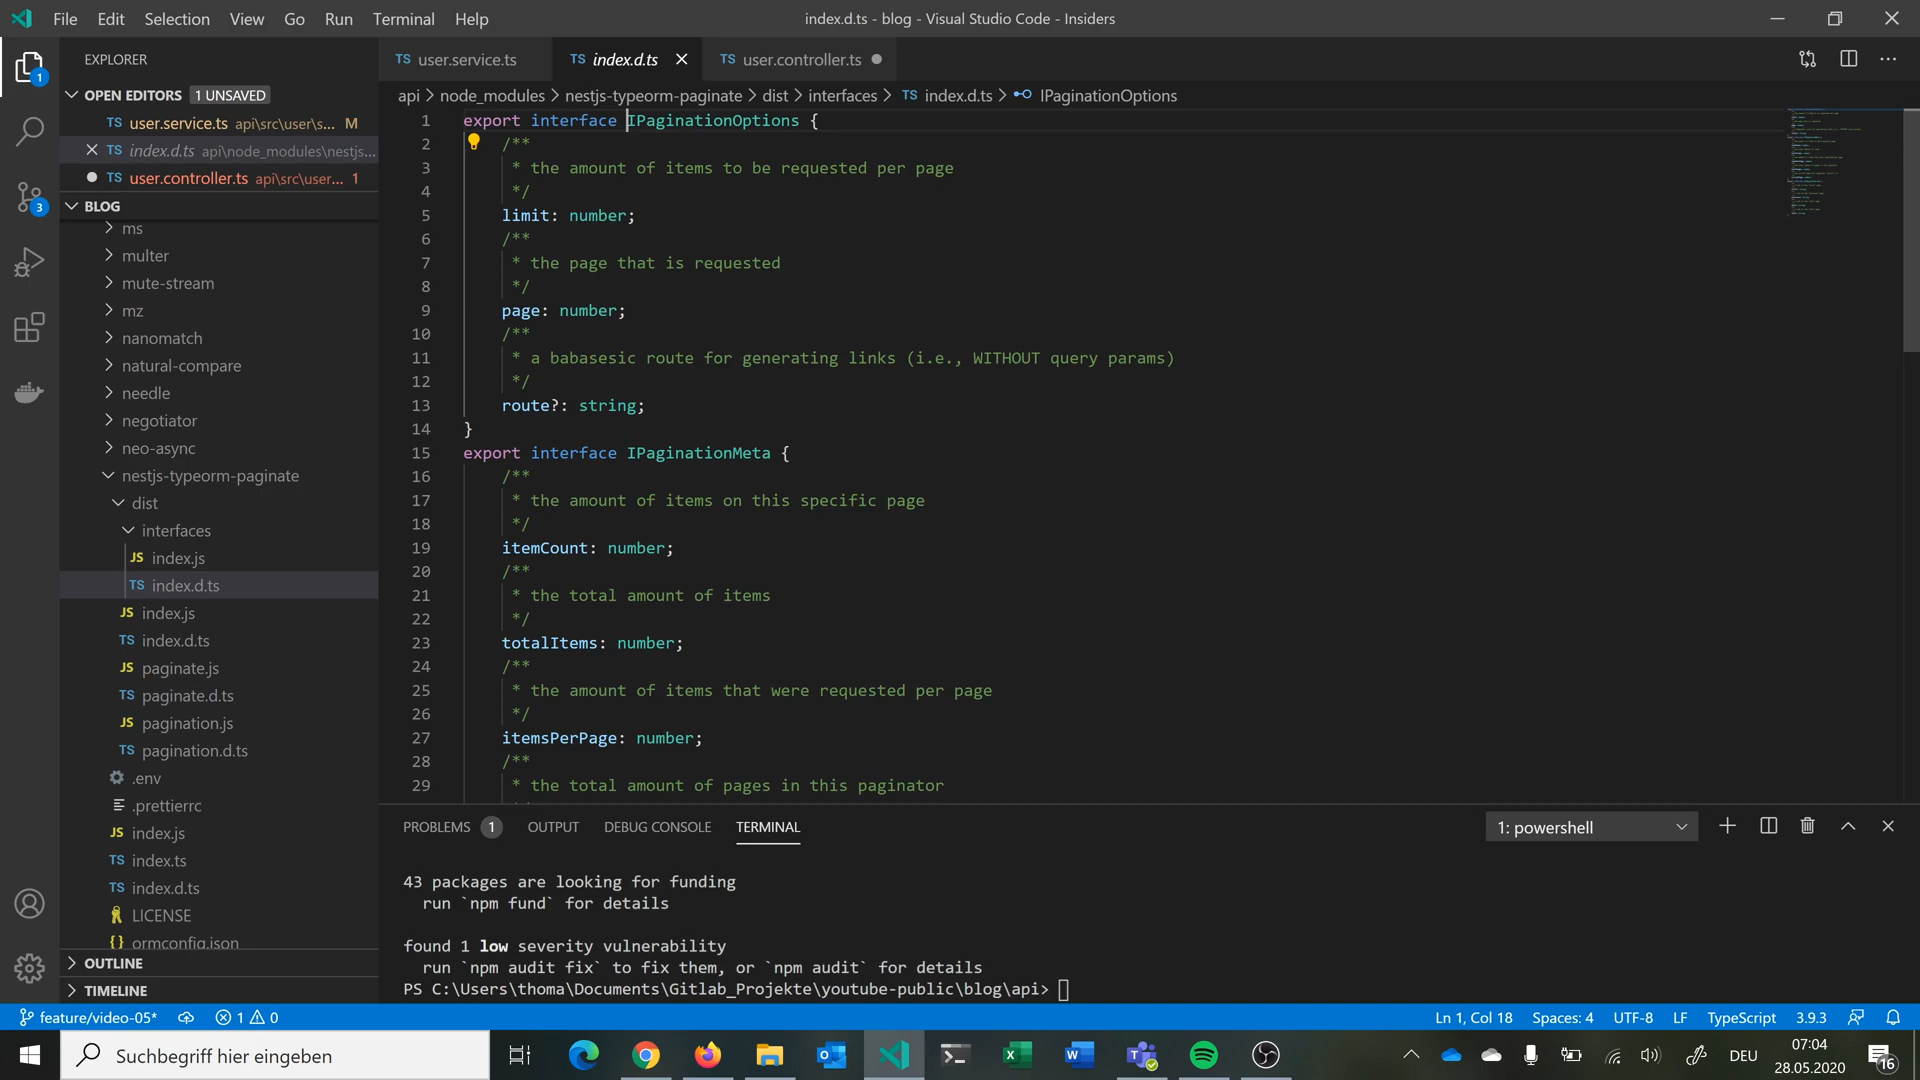 File Edit Selection View Go Run Terminal Help
index.d.ts - blog - Visual Studio Code - Insiders
EXPLORER
TS user.service.ts
TS index.d.ts
TS user.controller.ts
OPEN EDITORS 1 UNSAVED
TS user.service.ts api\src\user\s... M
TS index.d.ts api\node_modules\nestjs...
TS user.controller.ts api\src\user... 1
BLOG
ms
multer
mute-stream
mz
nanomatch
natural-compare
needle
negotiator
neo-async
nestjs-typeorm-paginate
dist
interfaces
JS index.js
TS index.d.ts
JS index.js
TS index.d.ts
JS paginate.js
TS paginate.d.ts
JS pagination.js
TS pagination.d.ts
.env
.prettierrc
JS index.js
TS index.ts
TS index.d.ts
LICENSE
{} ormconfig.json
OUTLINE
TIMELINE
1
3
api > node_modules > nestjs-typeorm-paginate > dist > interfaces > TS index.d.ts > IPaginationOptions
1 export interface IPaginationOptions {
2 /**
3 * the amount of items to be requested per page
4 */
5 limit: number;
6 /**
7 * the page that is requested
8 */
9 page: number;
10 /**
11 * a babasesic route for generating links (i.e., WITHOUT query params)
12 */
13 route?: string;
14 }
15 export interface IPaginationMeta {
16 /**
17 * the amount of items on this specific page
18 */
19 itemCount: number;
20 /**
21 * the total amount of items
22 */
23 totalItems: number;
24 /**
25 * the amount of items that were requested per page
26 */
27 itemsPerPage: number;
28 /**
29 * the total amount of pages in this paginator
PROBLEMS 1 OUTPUT DEBUG CONSOLE TERMINAL
1: powershell
43 packages are looking for funding
run `npm fund` for details
found 1 low severity vulnerability
run `npm audit fix` to fix them, or `npm audit` for details
PS C:\Users\thoma\Documents\Gitlab_Projekte\youtube-public\blog\api>
feature/video-05* 1 0
Ln 1, Col 18 Spaces: 4 UTF-8 LF TypeScript 3.9.3
Suchbegriff hier eingeben
DEU
07:04
28.05.2020
16